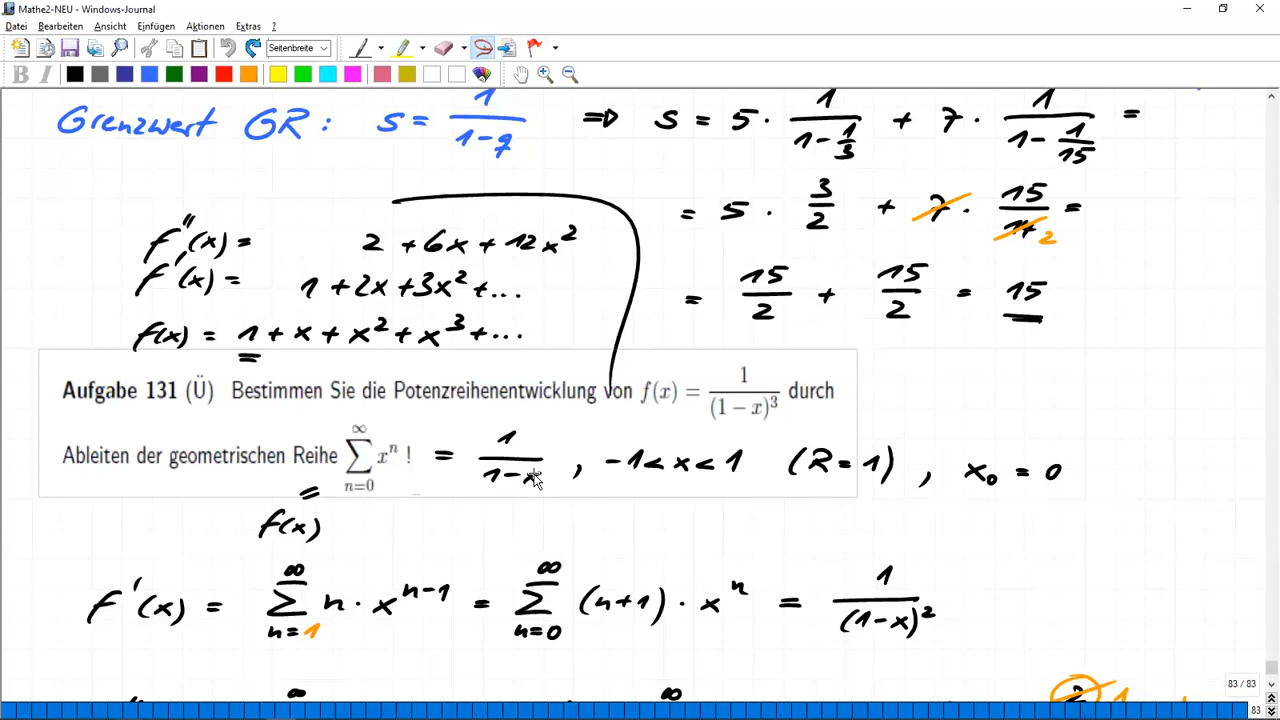 Mathe2-NEU - Windows-Journal
Datei Bearbeiten Ansicht Einfügen Aktionen Extras ?
Seitenbreite
B I
Grenzwert GR: s = 1/(1-q) ⇒ s = 5 · 1/(1-1/3) + 7 · 1/(1-1/15) =
= 5 · 3/2 + 7 · 15/14 2 =
f''(x) = 2 + 6x + 12x²
f'(x) = 1 + 2x + 3x² + ...
= 15/2 + 15/2 = 15
f(x) = 1 + x + x² + x³ + ...
Aufgabe 131 (Ü) Bestimmen Sie die Potenzreihenentwicklung von f(x) = 1/(1 − x)³ durch
Ableiten der geometrischen Reihe ∑_{n=0}^{∞} xⁿ ! = 1/(1-x) , -1 < x < 1 (R = 1) , x₀ = 0
=
f(x)
f'(x) = ∑_{n=1}^{∞} n · x^{n-1} = ∑_{n=0}^{∞} (n+1) · xⁿ = 1/(1-x)²
83 / 83
83